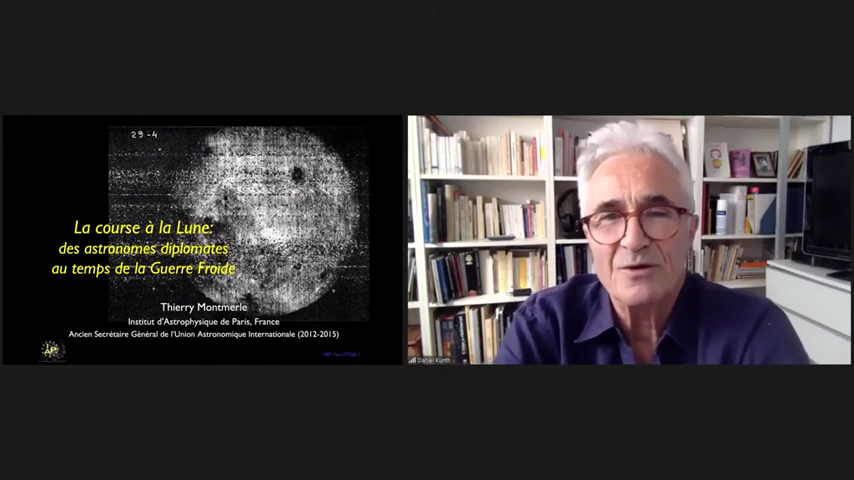 29-4
La course à la Lune:
des astronomes diplomates
au temps de la Guerre Froide
Thierry Montmerle
Institut d'Astrophysique de Paris, France
Ancien Secrétaire Général de l'Union Astronomique Internationale (2012-2015)
Daniel Kunth